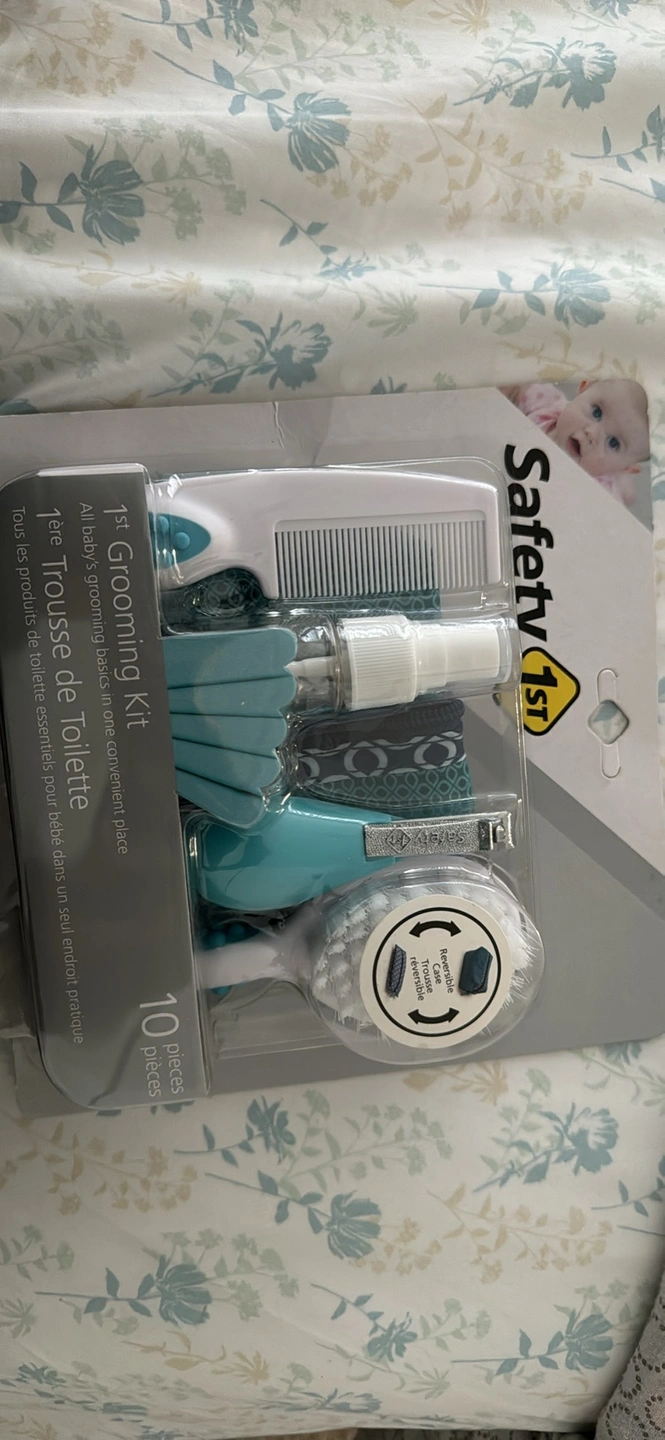 Safety
1ST
Safety
1ST
Reversible
Case
Trousse
réversible
1st Grooming Kit
All baby's grooming basics in one convenient place
1ère Trousse de Toilette
Tous les produits de toilette essentiels pour bébé dans un seul endroit pratique
10 pieces
pièces